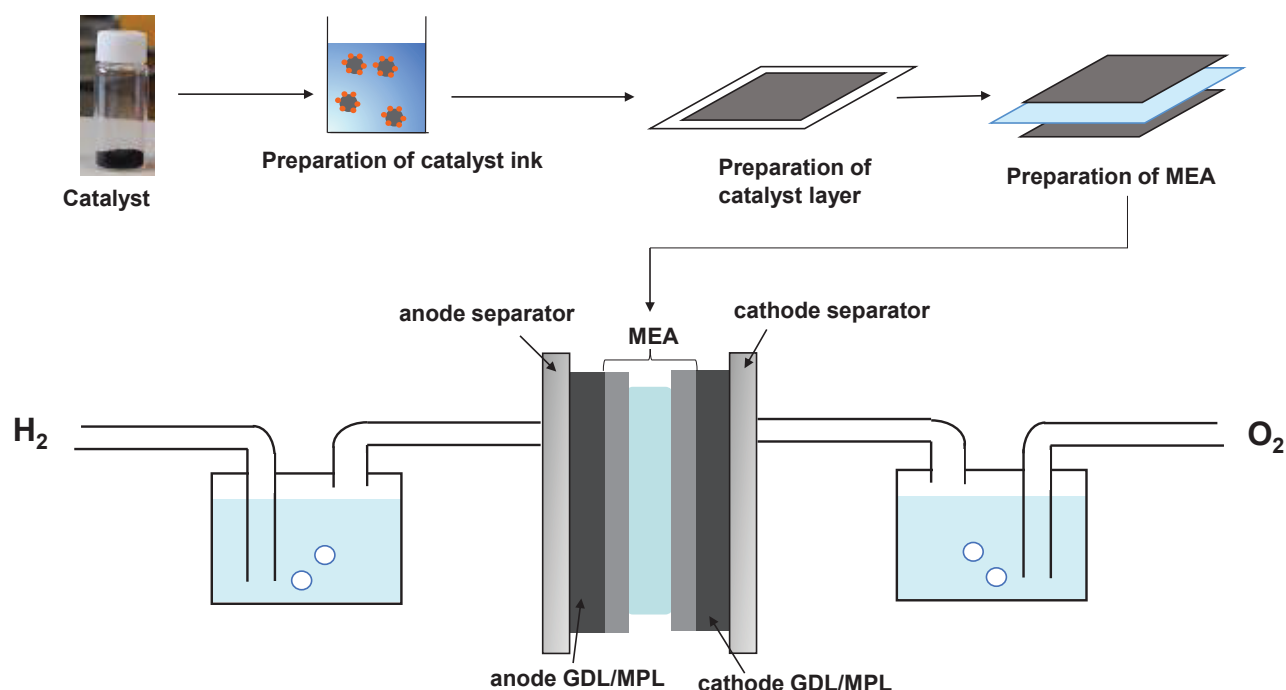 Catalyst
Preparation of catalyst ink
Preparation of
catalyst layer
Preparation of MEA
anode separator
MEA
cathode separator
H₂
O₂
anode GDL/MPL
cathode GDL/MPL